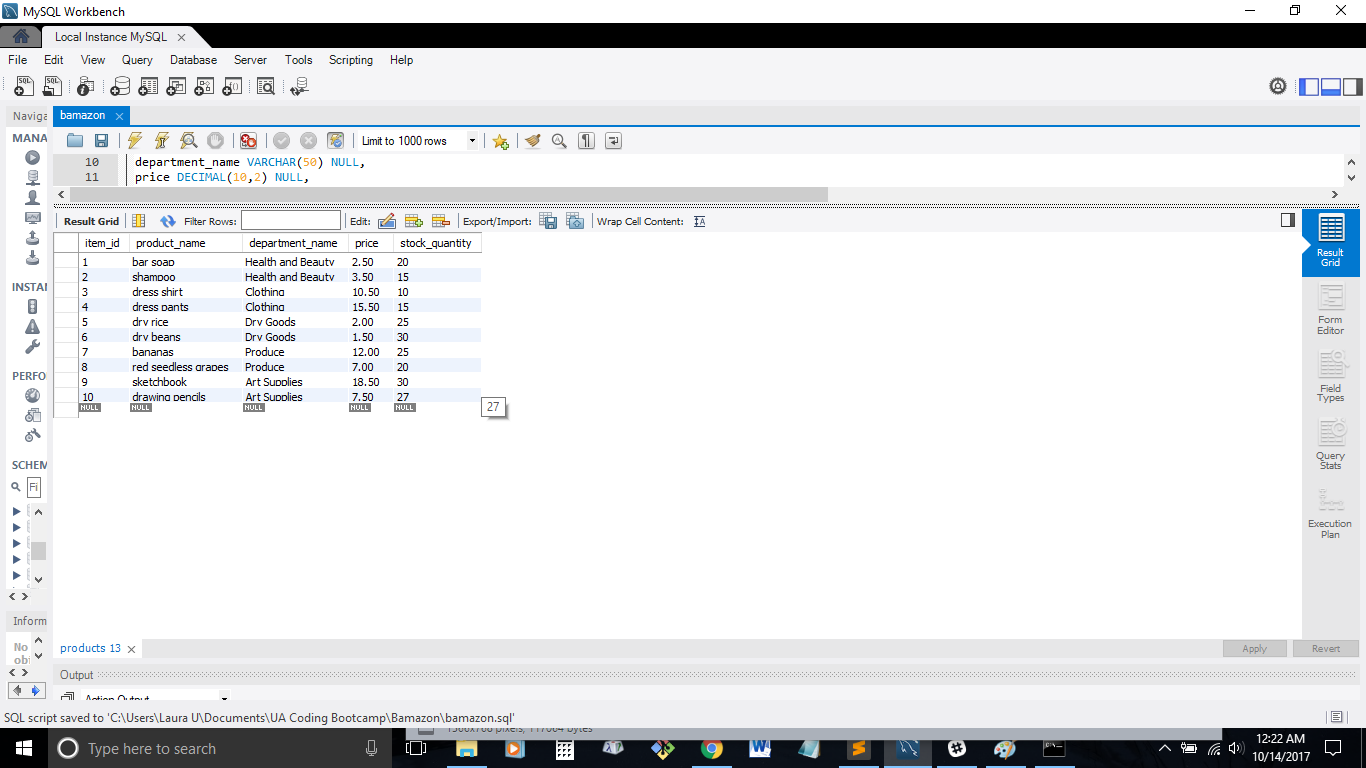 MySQL Workbench
Local Instance MySQL
File Edit View Query Database Server Tools Scripting Help
Naviga
bamazon
MANA
Limit to 1000 rows
10 department_name VARCHAR(50) NULL,
11 price DECIMAL(10,2) NULL,
Result Grid Filter Rows: Edit: Export/Import: Wrap Cell Content:
item_id product_name department_name price stock_quantity
1 bar soap Health and Beauty 2.50 20
2 shampoo Health and Beauty 3.50 15
3 dress shirt Clothing 10.50 10
4 dress pants Clothing 15.50 15
5 dry rice Dry Goods 2.00 25
6 dry beans Dry Goods 1.50 30
7 bananas Produce 12.00 25
8 red seedless grapes Produce 7.00 20
9 sketchbook Art Supplies 18.50 30
10 drawing pencils Art Supplies 7.50 27
NULL NULL NULL NULL NULL
27
INSTAN
PERFO
SCHEM
Fi
Inform
No
obj
Result
Grid
Form
Editor
Field
Types
Query
Stats
Execution
Plan
products 13
Apply Revert
Output
Action Output
SQL script saved to 'C:\Users\Laura U\Documents\UA Coding Bootcamp\Bamazon\bamazon.sql'
Type here to search
12:22 AM
10/14/2017